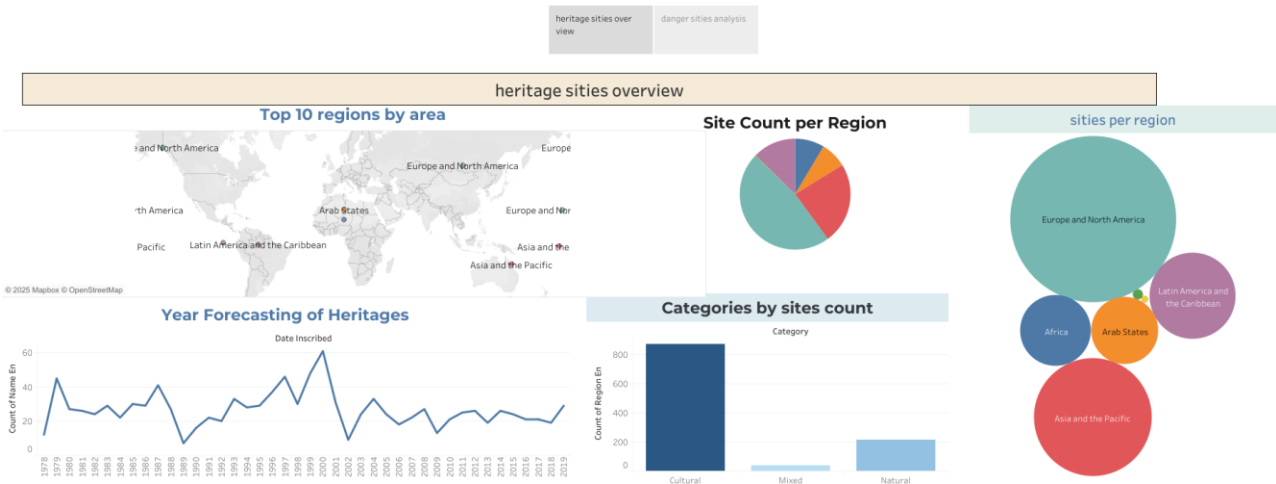 heritage sities over
view
danger sities analysis
heritage sities overview
Top 10 regions by area
e and North America
Europe and North America
Europe
rth America
Arab States
Europe and Nor
Pacific
Latin America and the Caribbean
Asia and the
Asia and the Pacific
© 2025 Mapbox © OpenStreetMap
Site Count per Region
sities per region
Europe and North America
Latin America and
the Caribbean
Africa
Arab States
Asia and the Pacific
Year Forecasting of Heritages
Date Inscribed
Count of Name En
60
40
20
0
1978
1979
1980
1981
1982
1983
1984
1985
1986
1987
1988
1989
1990
1991
1992
1993
1994
1995
1996
1997
1998
1999
2000
2001
2002
2003
2004
2005
2006
2007
2008
2009
2010
2011
2012
2013
2014
2015
2016
2017
2018
2019
Categories by sites count
Category
Count of Region En
800
600
400
200
0
Cultural
Mixed
Natural